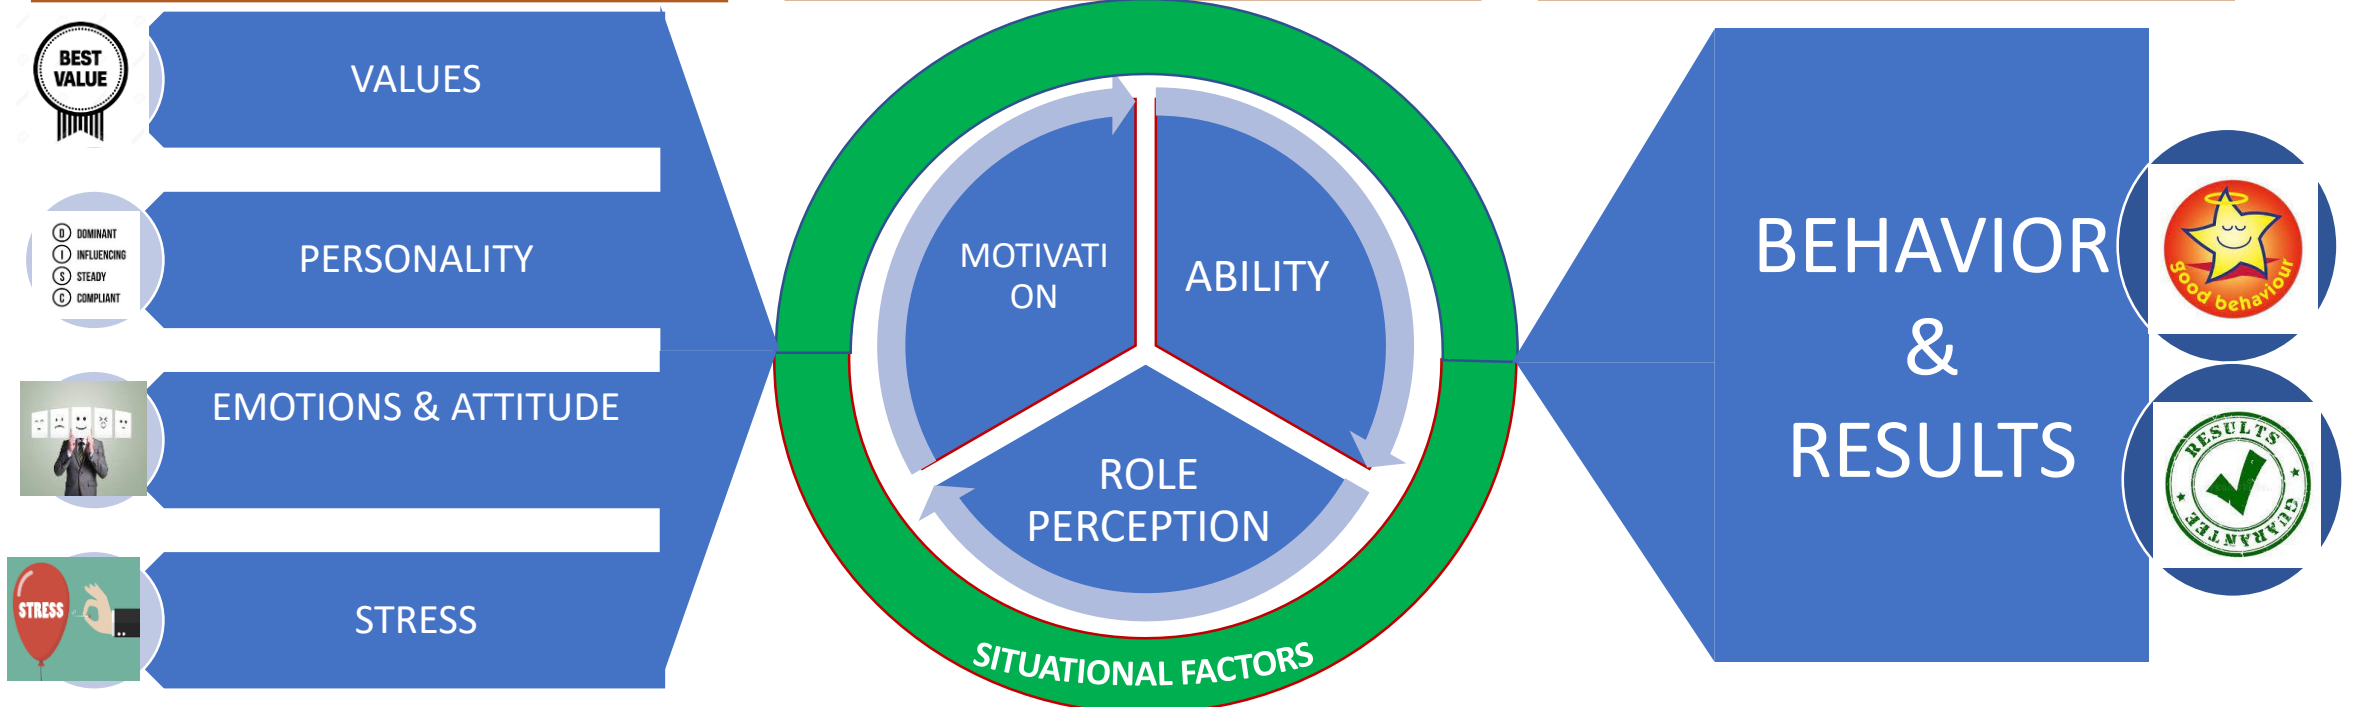 BEST
VALUE
VALUES
D DOMINANT
I INFLUENCING
S STEADY
C COMPLIANT
PERSONALITY
EMOTIONS & ATTITUDE
STRESS
STRESS
MOTIVATI
ON
ABILITY
ROLE
PERCEPTION
SITUATIONAL FACTORS
BEHAVIOR
&
RESULTS
good behaviour
RESULTS
GUARANTEE